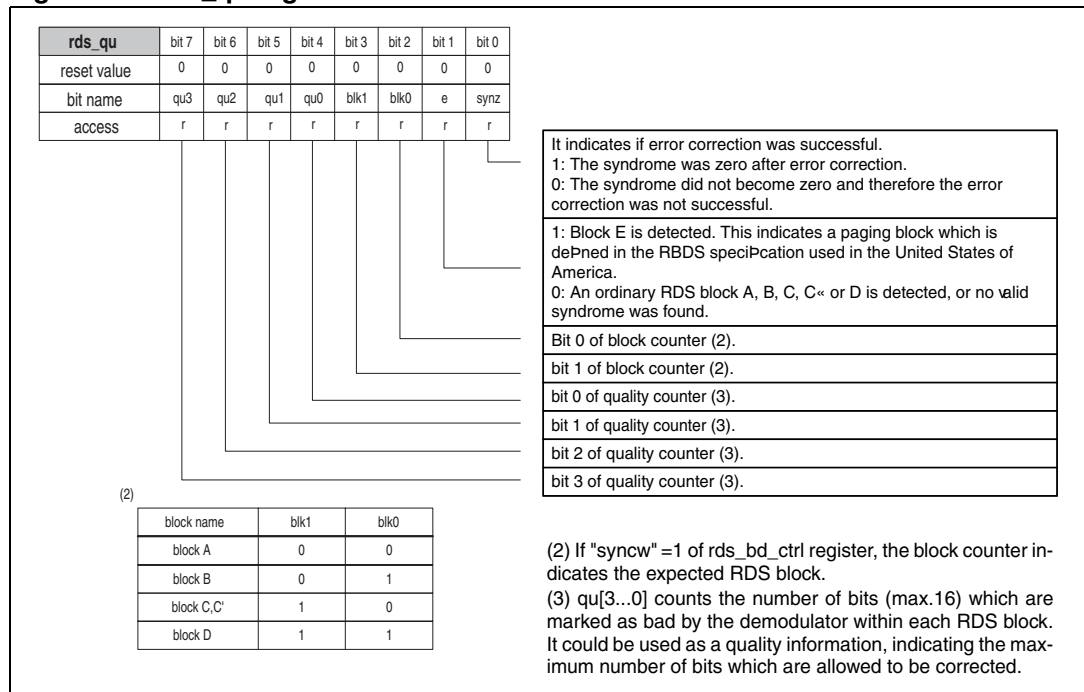 rds_qu bit 7 bit 6 bit 5 bit 4 bit 3 bit 2 bit 1 bit 0
reset value 0 0 0 0 0 0 0 0
bit name qu3 qu2 qu1 qu0 blk1 blk0 e synz
access r r r r r r r r
It indicates if error correction was successful.
1: The syndrome was zero after error correction.
0: The syndrome did not become zero and therefore the error
correction was not successful.
1: Block E is detected. This indicates a paging block which is
deÞned in the RBDS speciÞcation used in the United States of
America.
0: An ordinary RDS block A, B, C, C« or D is detected, or no valid
syndrome was found.
Bit 0 of block counter (2).
bit 1 of block counter (2).
bit 0 of quality counter (3).
bit 1 of quality counter (3).
bit 2 of quality counter (3).
bit 3 of quality counter (3).
(2)
block name blk1 blk0
block A 0 0
block B 0 1
block C,C' 1 0
block D 1 1
(2) If "syncw" =1 of rds_bd_ctrl register, the block counter in-
dicates the expected RDS block.
(3) qu[3...0] counts the number of bits (max.16) which are
marked as bad by the demodulator within each RDS block.
It could be used as a quality information, indicating the max-
imum number of bits which are allowed to be corrected.